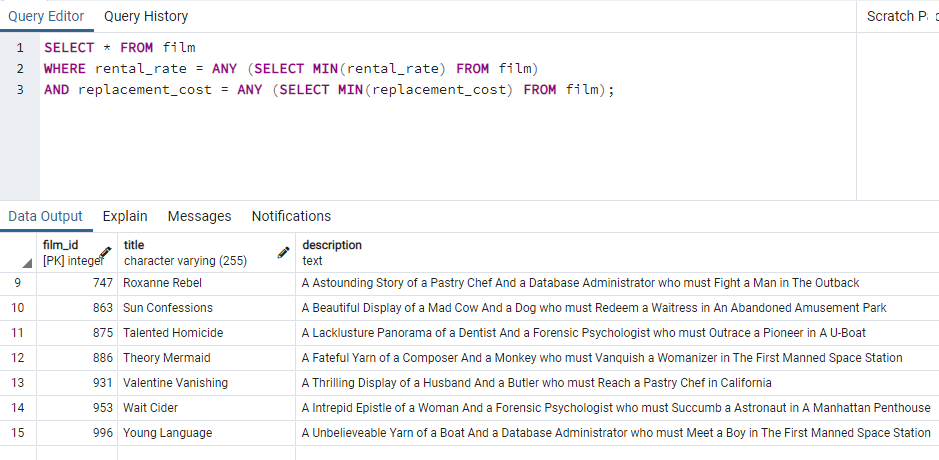 Query Editor Query History Scratch P
1 SELECT * FROM film
2 WHERE rental_rate = ANY (SELECT MIN(rental_rate) FROM film)
3 AND replacement_cost = ANY (SELECT MIN(replacement_cost) FROM film);
Data Output Explain Messages Notifications
film_id title description
[PK] integer character varying (255) text
9 747 Roxanne Rebel A Astounding Story of a Pastry Chef And a Database Administrator who must Fight a Man in The Outback
10 863 Sun Confessions A Beautiful Display of a Mad Cow And a Dog who must Redeem a Waitress in An Abandoned Amusement Park
11 875 Talented Homicide A Lacklusture Panorama of a Dentist And a Forensic Psychologist who must Outrace a Pioneer in A U-Boat
12 886 Theory Mermaid A Fateful Yarn of a Composer And a Monkey who must Vanquish a Womanizer in The First Manned Space Station
13 931 Valentine Vanishing A Thrilling Display of a Husband And a Butler who must Reach a Pastry Chef in California
14 953 Wait Cider A Intrepid Epistle of a Woman And a Forensic Psychologist who must Succumb a Astronaut in A Manhattan Penthouse
15 996 Young Language A Unbelieveable Yarn of a Boat And a Database Administrator who must Meet a Boy in The First Manned Space Station